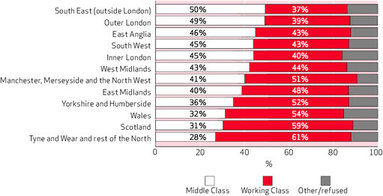 South East (outside London) 50% 37%
Outer London 49% 39%
East Anglia 46% 43%
South West 45% 43%
Inner London 45% 40%
West Midlands 43% 44%
Manchester, Merseyside and the North West 41% 51%
East Midlands 40% 48%
Yorkshire and Humberside 36% 52%
Wales 32% 54%
Scotland 31% 59%
Tyne and Wear and rest of the North 28% 61%
0 20 40 60 80 100
%
Middle Class Working Class Other/refused